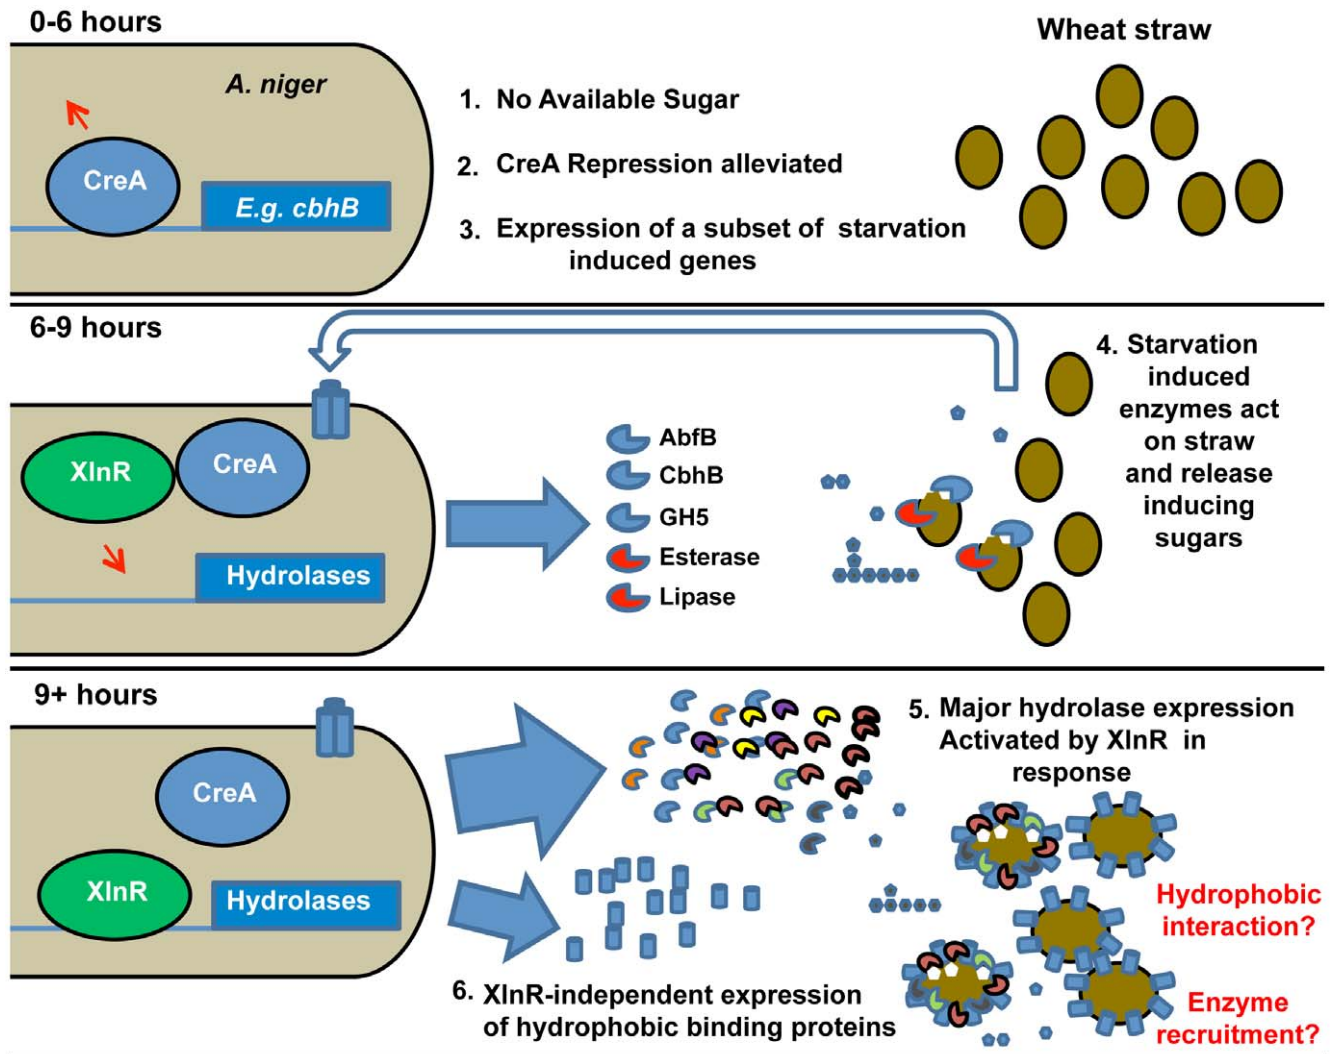 0-6 hours
Wheat straw
A. niger
CreA
E.g. cbhB
1. No Available Sugar
2. CreA Repression alleviated
3. Expression of a subset of starvation
induced genes
6-9 hours
XlnR
CreA
Hydrolases
AbfB
CbhB
GH5
Esterase
Lipase
4. Starvation
induced
enzymes act
on straw
and release
inducing
sugars
9+ hours
CreA
XlnR
Hydrolases
5. Major hydrolase expression
Activated by XlnR in
response
Hydrophobic
interaction?
Enzyme
recruitment?
6. XlnR-independent expression
of hydrophobic binding proteins